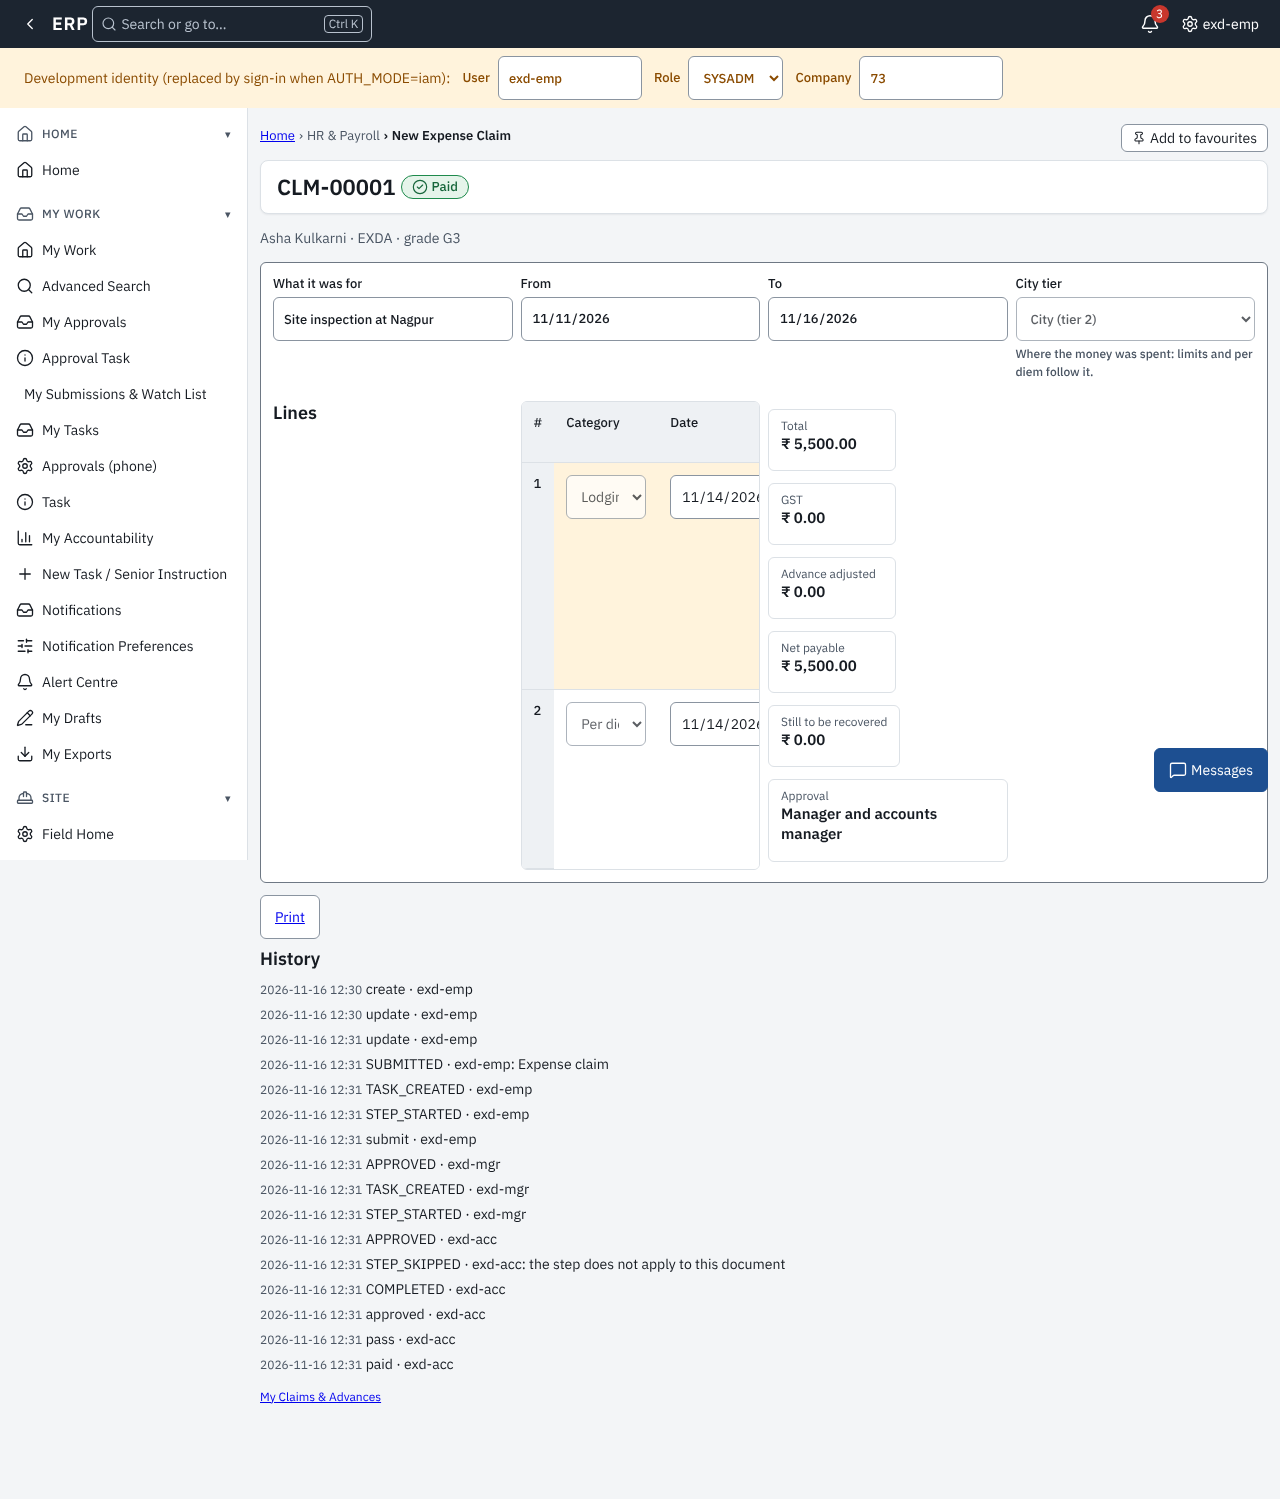 ERP
Search or go to...
Ctrl K
3
exd-emp
Development identity (replaced by sign-in when AUTH_MODE=iam):
User
exd-emp
Role
SYSADM
Company
73
HOME
Home
MY WORK
My Work
Advanced Search
My Approvals
Approval Task
My Submissions & Watch List
My Tasks
Approvals (phone)
Task
My Accountability
New Task / Senior Instruction
Notifications
Notification Preferences
Alert Centre
My Drafts
My Exports
SITE
Field Home
Home › HR & Payroll › New Expense Claim
Add to favourites
CLM-00001
Paid
Asha Kulkarni · EXDA · grade G3
What it was for
Site inspection at Nagpur
From
11/11/2026
To
11/16/2026
City tier
City (tier 2)
Where the money was spent: limits and per
diem follow it.
Lines
# Category Date
1
Lodgin
11/14/2026
2
Per di
11/14/2026
Total
₹ 5,500.00
GST
₹ 0.00
Advance adjusted
₹ 0.00
Net payable
₹ 5,500.00
Still to be recovered
₹ 0.00
Approval
Manager and accounts
manager
Messages
Print
History
2026-11-16 12:30 create · exd-emp
2026-11-16 12:30 update · exd-emp
2026-11-16 12:31 update · exd-emp
2026-11-16 12:31 SUBMITTED · exd-emp: Expense claim
2026-11-16 12:31 TASK_CREATED · exd-emp
2026-11-16 12:31 STEP_STARTED · exd-emp
2026-11-16 12:31 submit · exd-emp
2026-11-16 12:31 APPROVED · exd-mgr
2026-11-16 12:31 TASK_CREATED · exd-mgr
2026-11-16 12:31 STEP_STARTED · exd-mgr
2026-11-16 12:31 APPROVED · exd-acc
2026-11-16 12:31 STEP_SKIPPED · exd-acc: the step does not apply to this document
2026-11-16 12:31 COMPLETED · exd-acc
2026-11-16 12:31 approved · exd-acc
2026-11-16 12:31 pass · exd-acc
2026-11-16 12:31 paid · exd-acc
My Claims & Advances